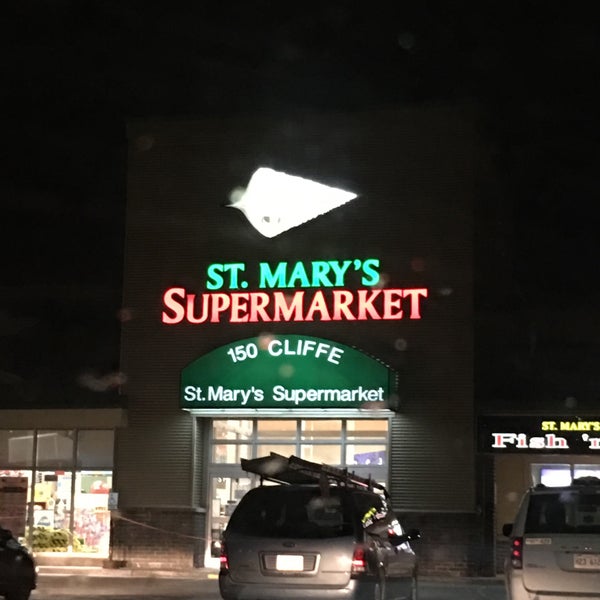 ST. MARY'S
SUPERMARKET
150 CLIFFE
St. Mary's Supermarket
ST. MARY'S
Fish 'n